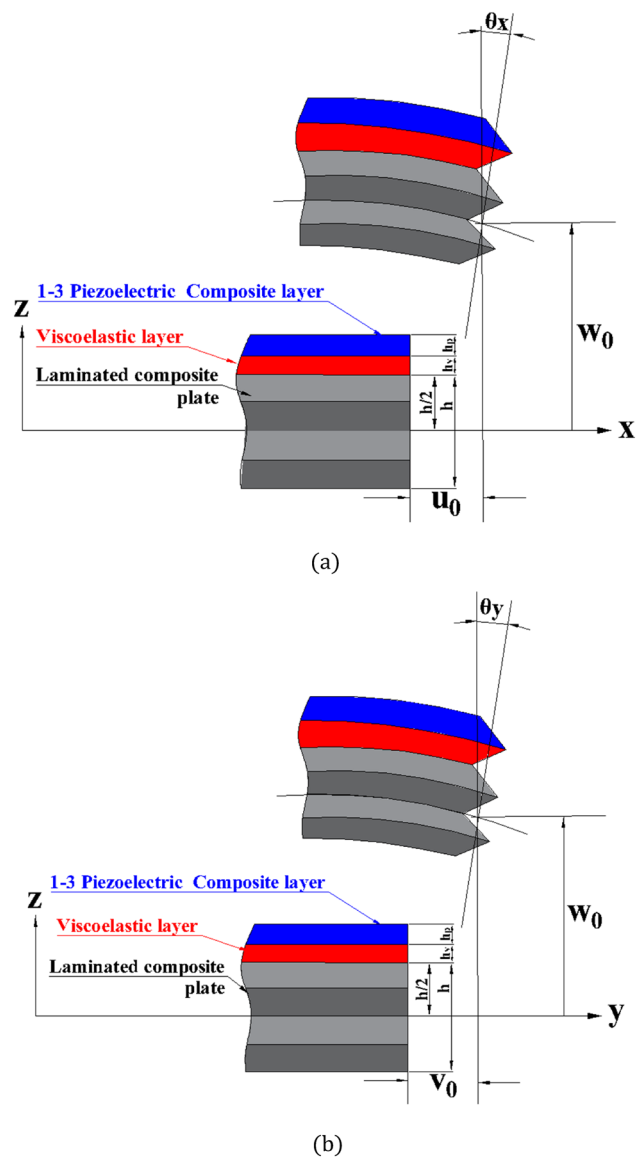 θx
1-3 Piezoelectric Composite layer
z
Viscoelastic layer
Laminated composite
plate
hp
hv
h/2
h
w0
x
u0
(a)
θy
1-3 Piezoelectric Composite layer
z
Viscoelastic layer
Laminated composite
plate
hp
hv
h/2
h
w0
y
v0
(b)